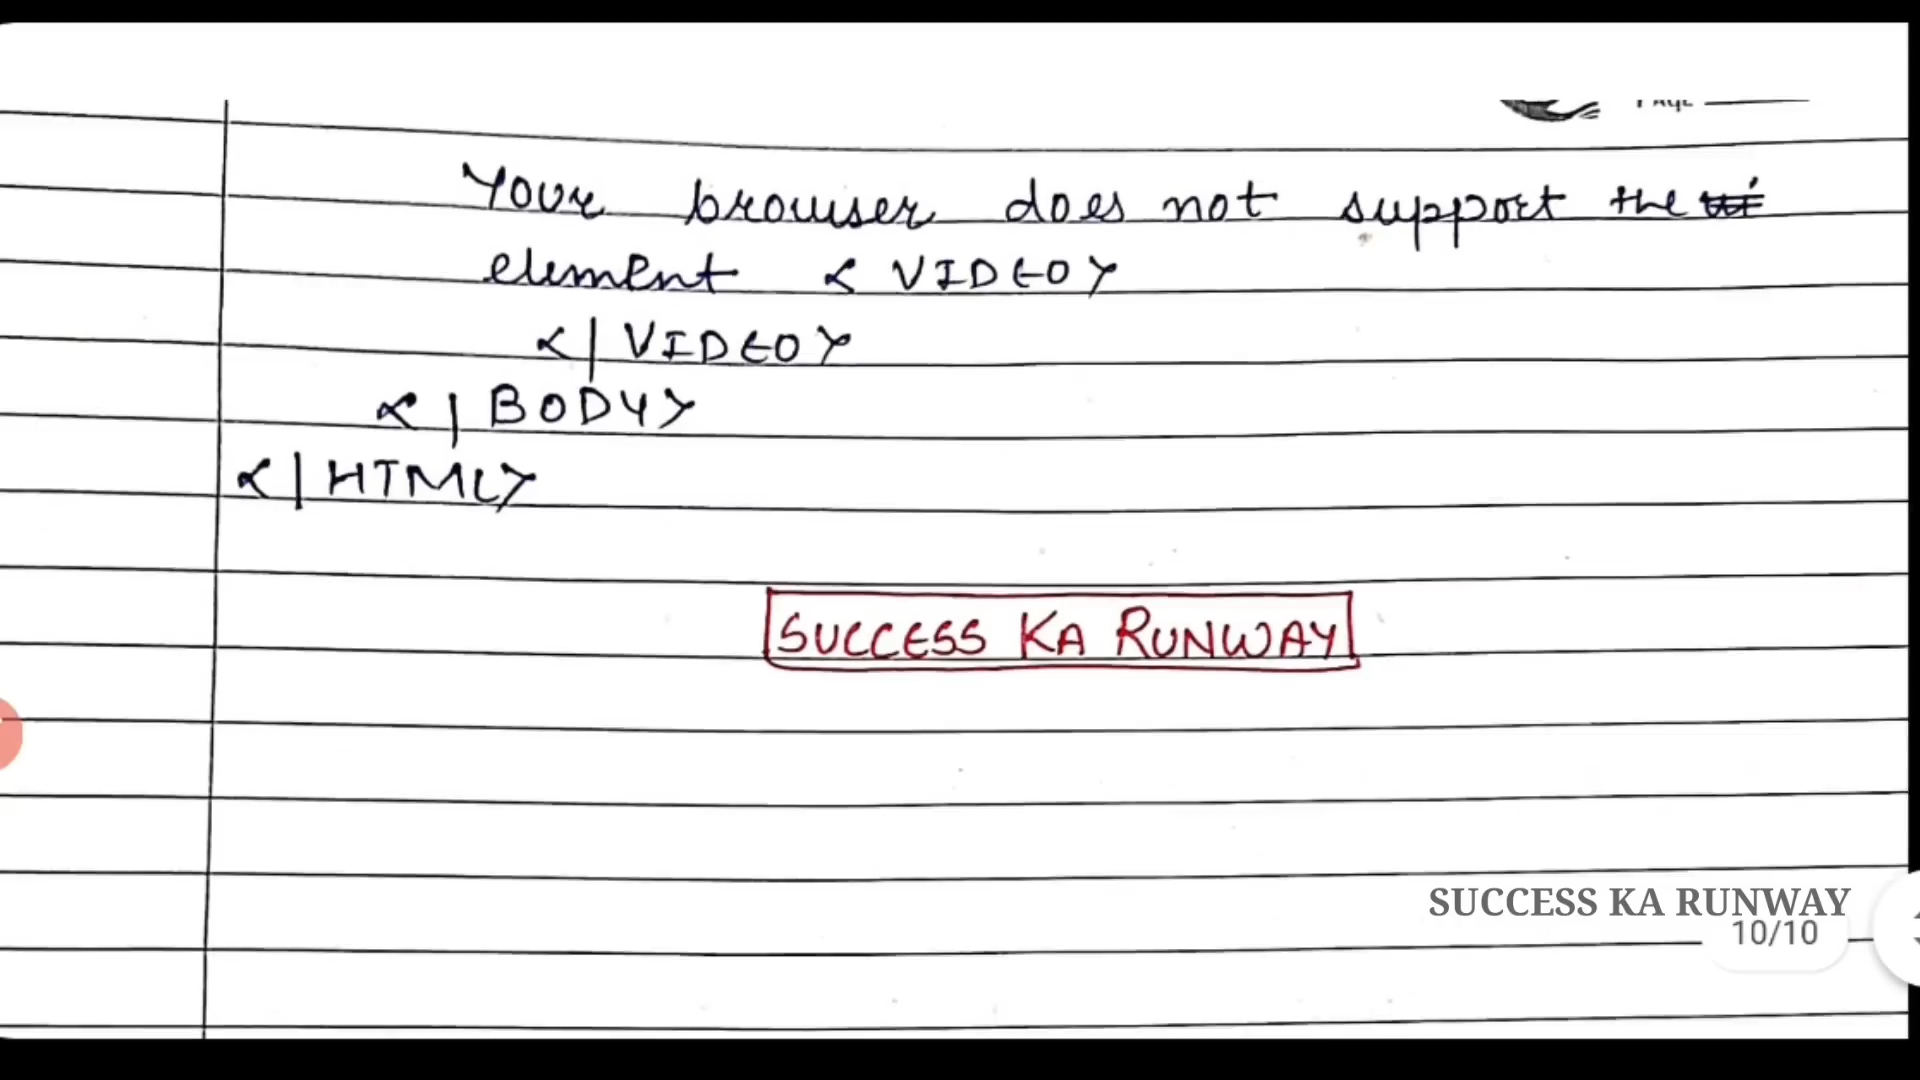 PAGE
Your browser does not support the
element < VIDEO>
</VIDEO>
</BODY>
</HTML>
SUCCESS KA RUNWAY
SUCCESS KA RUNWAY
10/10